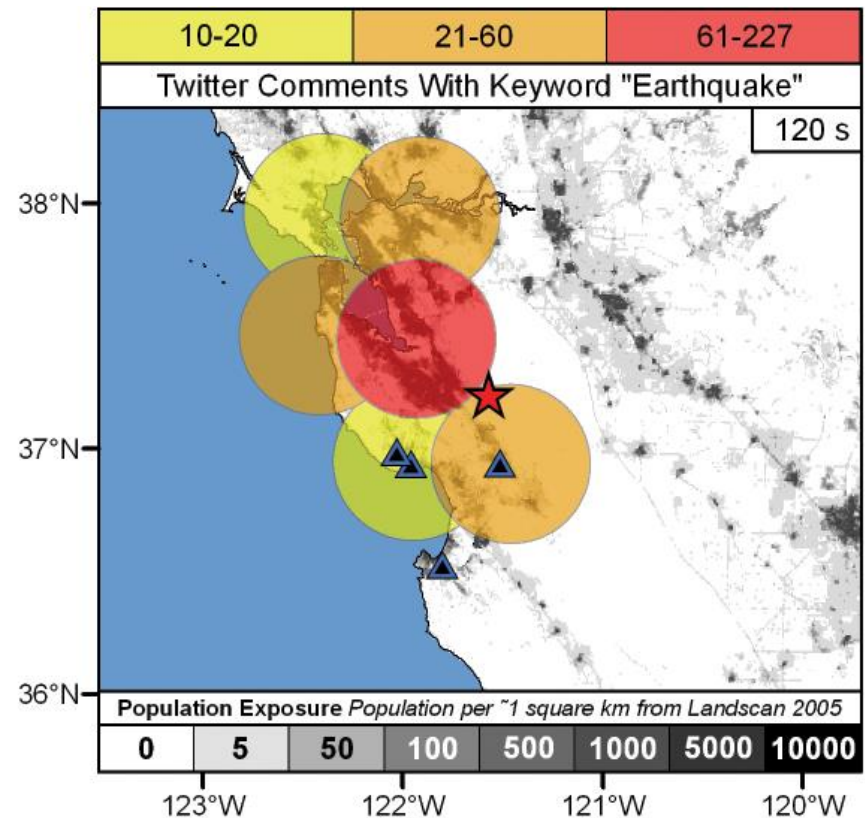 10-20 21-60 61-227
Twitter Comments With Keyword "Earthquake"
120 s
38°N
37°N
36°N
Population Exposure Population per ~1 square km from Landscan 2005
0 5 50 100 500 1000 5000 10000
123°W 122°W 121°W 120°W